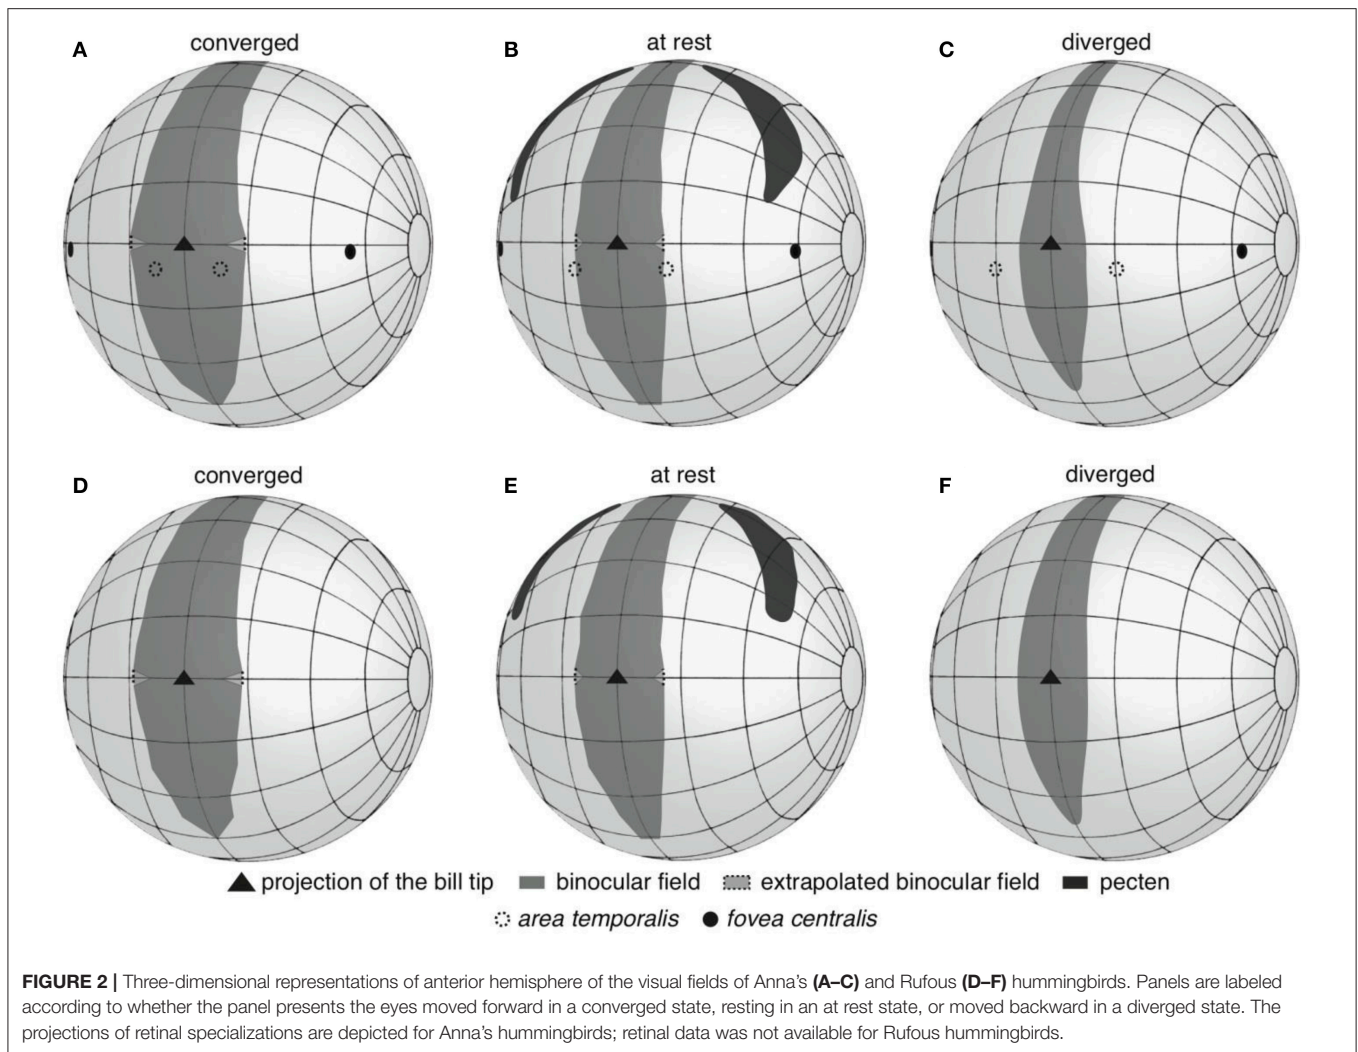 A converged
B at rest
C diverged
D converged
E at rest
F diverged
projection of the bill tip binocular field extrapolated binocular field pecten
area temporalis fovea centralis
FIGURE 2 | Three-dimensional representations of anterior hemisphere of the visual fields of Anna's (A–C) and Rufous (D–F) hummingbirds. Panels are labeled
according to whether the panel presents the eyes moved forward in a converged state, resting in an at rest state, or moved backward in a diverged state. The
projections of retinal specializations are depicted for Anna's hummingbirds; retinal data was not available for Rufous hummingbirds.